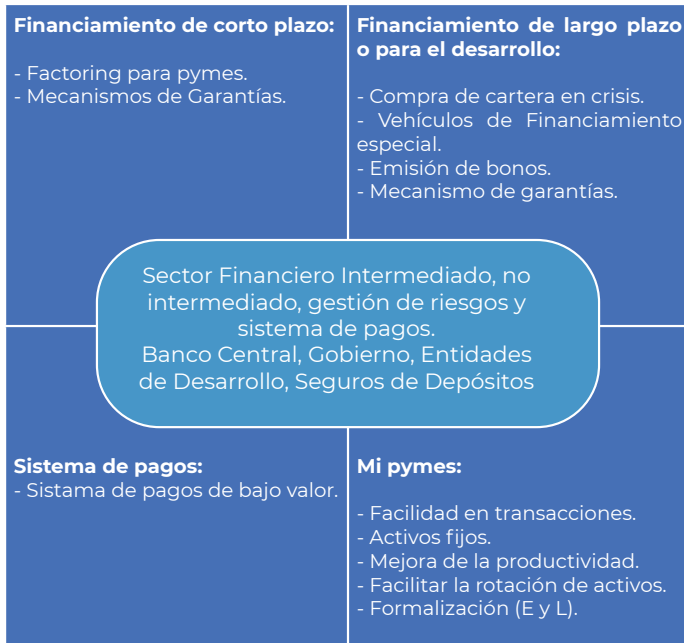 Financiamiento de corto plazo:
- Factoring para pymes.
- Mecanismos de Garantías.
Financiamiento de largo plazo
o para el desarrollo:
- Compra de cartera en crisis.
- Vehículos de Financiamiento
especial.
- Emisión de bonos.
- Mecanismo de garantías.
Sector Financiero Intermediado, no
intermediado, gestión de riesgos y
sistema de pagos.
Banco Central, Gobierno, Entidades
de Desarrollo, Seguros de Depósitos
Sistema de pagos:
- Sistama de pagos de bajo valor.
Mi pymes:
- Facilidad en transacciones.
- Activos fijos.
- Mejora de la productividad.
- Facilitar la rotación de activos.
- Formalización (E y L).